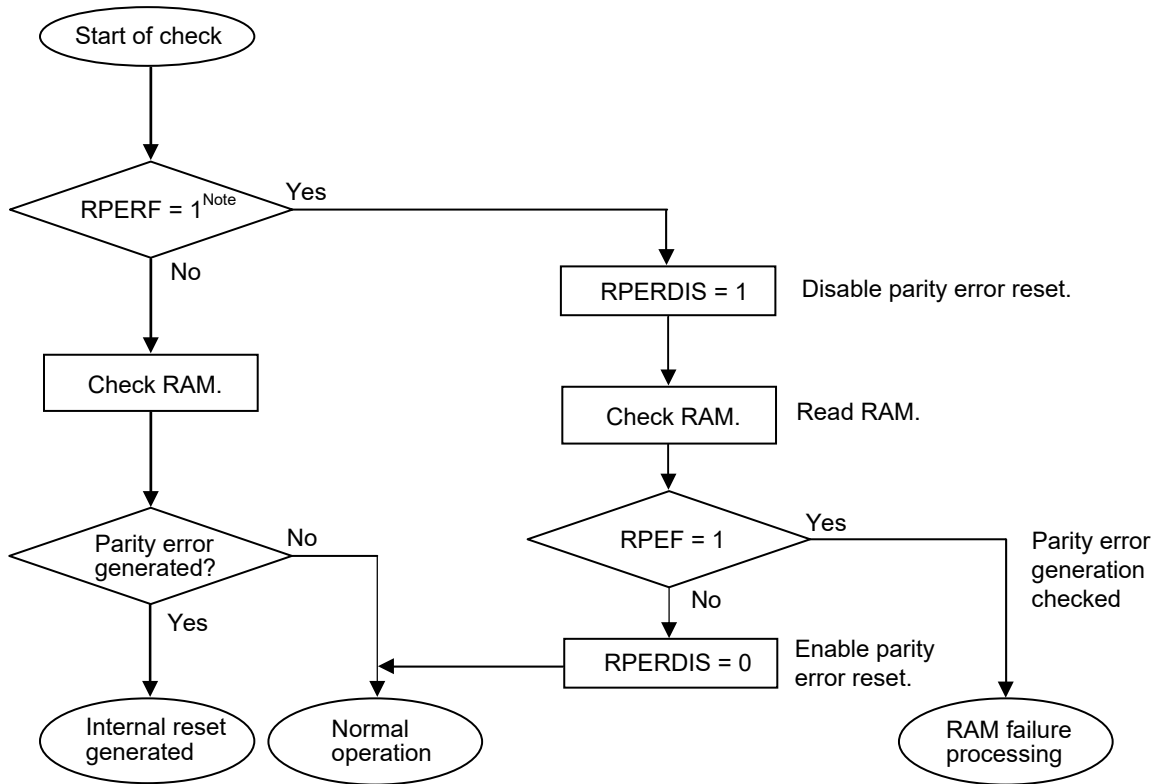 Start of check
RPERF = 1Note
Yes
No
RPERDIS = 1
Disable parity error reset.
Check RAM.
Check RAM.
Read RAM.
Parity error
generated?
No
Yes
RPEF = 1
Yes
No
Parity error
generation
checked
RPERDIS = 0
Enable parity
error reset.
Internal reset
generated
Normal
operation
RAM failure
processing